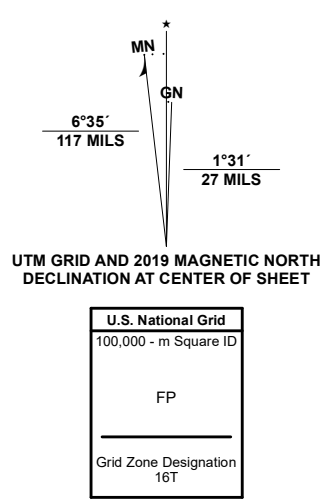 ★
MN
GN
6°35´
117 MILS
1°31´
27 MILS
UTM GRID AND 2019 MAGNETIC NORTH
DECLINATION AT CENTER OF SHEET
U.S. National Grid
100,000 - m Square ID
FP
Grid Zone Designation
16T